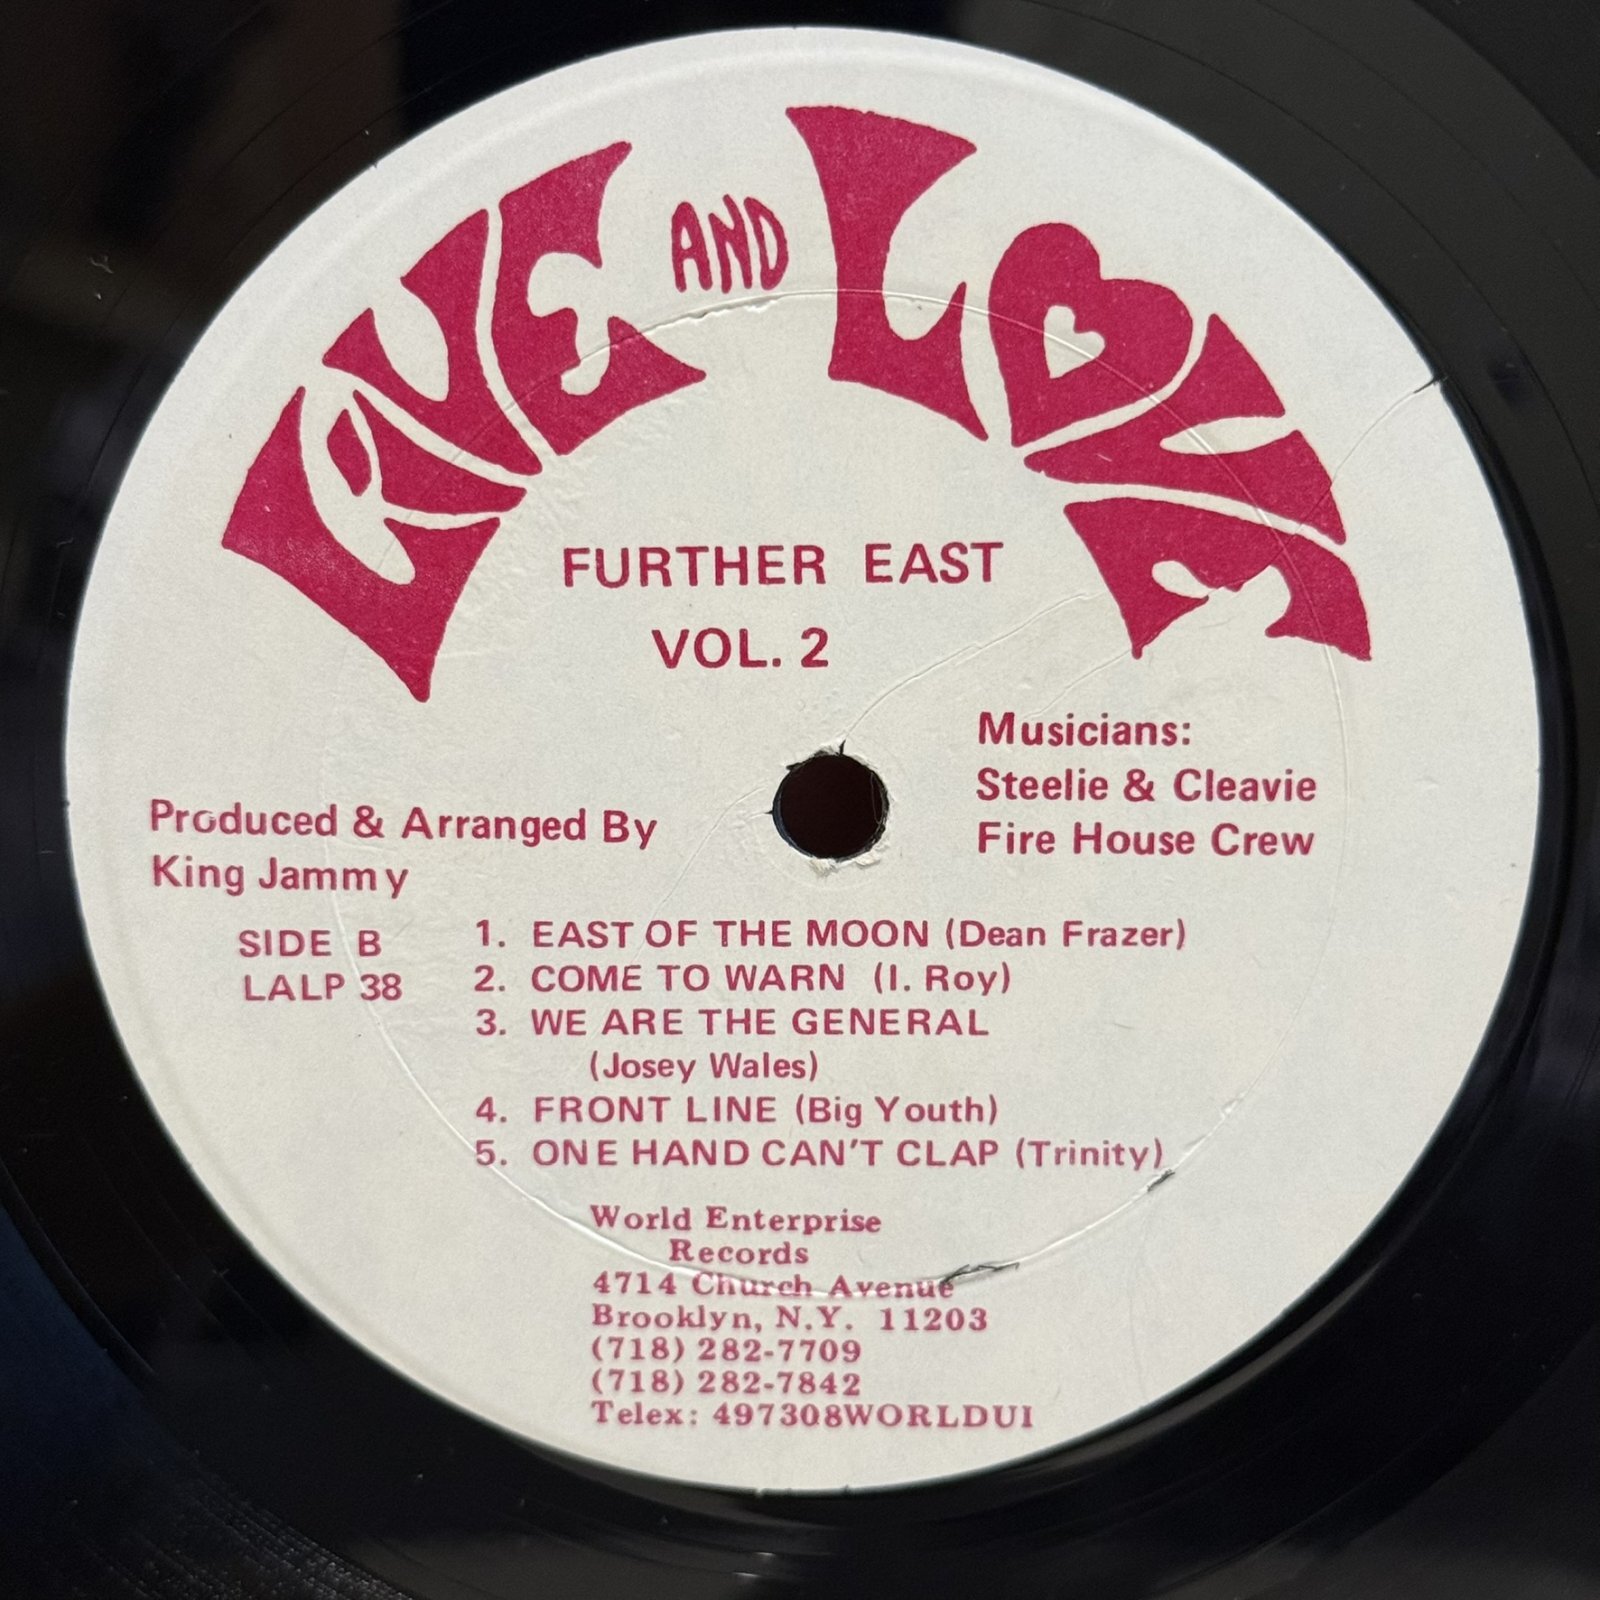 LIVE AND LOVE
FURTHER EAST
VOL. 2
Musicians:
Steelie & Cleavie
Fire House Crew
Produced & Arranged By
King Jammy
SIDE B
LALP 38
1. EAST OF THE MOON (Dean Frazer)
2. COME TO WARN (I. Roy)
3. WE ARE THE GENERAL
(Josey Wales)
4. FRONT LINE (Big Youth)
5. ONE HAND CAN'T CLAP (Trinity)
World Enterprise
Records
4714 Church Avenue
Brooklyn, N.Y. 11203
(718) 282-7709
(718) 282-7842
Telex: 497308WORLDUI